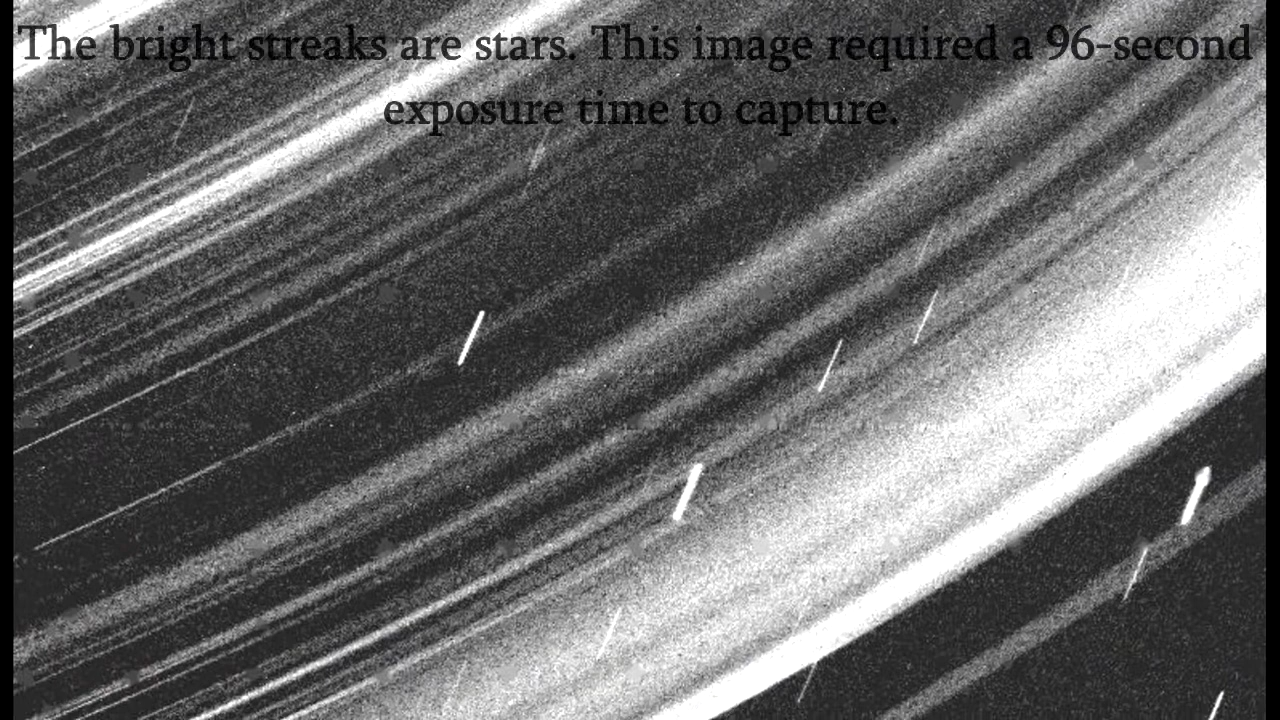 The bright streaks are stars. This image required a 96-second
exposure time to capture.